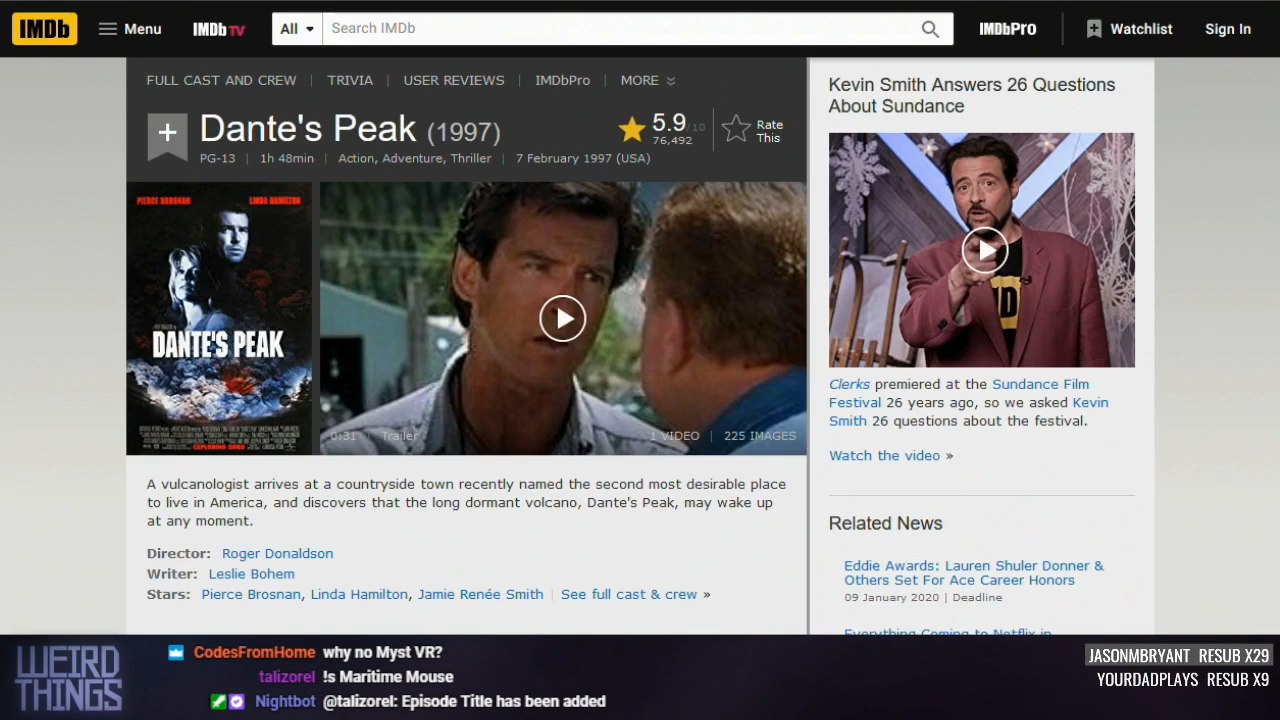 IMDb Menu IMDb TV All Search IMDb IMDbPro Watchlist Sign In
FULL CAST AND CREW | TRIVIA | USER REVIEWS | IMDbPro | MORE
Dante's Peak (1997)
5.9/10
76,492
Rate This
PG-13 | 1h 48min | Action, Adventure, Thriller | 7 February 1997 (USA)
PIERCE BROSNAN LINDA HAMILTON
DANTE'S PEAK
0:31 | Trailer
1 VIDEO | 225 IMAGES
A vulcanologist arrives at a countryside town recently named the second most desirable place
to live in America, and discovers that the long dormant volcano, Dante's Peak, may wake up
at any moment.
Director: Roger Donaldson
Writer: Leslie Bohem
Stars: Pierce Brosnan, Linda Hamilton, Jamie Renée Smith | See full cast & crew »
Kevin Smith Answers 26 Questions
About Sundance
Clerks premiered at the Sundance Film
Festival 26 years ago, so we asked Kevin
Smith 26 questions about the festival.
Watch the video »
Related News
Eddie Awards: Lauren Shuler Donner &
Others Set For Ace Career Honors
09 January 2020 | Deadline
Everything Coming to Netflix in
WEIRD
THINGS
CodesFromHome why no Myst VR?
talizorel !s Maritime Mouse
Nightbot @talizorel: Episode Title has been added
JASONMBRYANT RESUB X29
YOURDADPLAYS RESUB X9